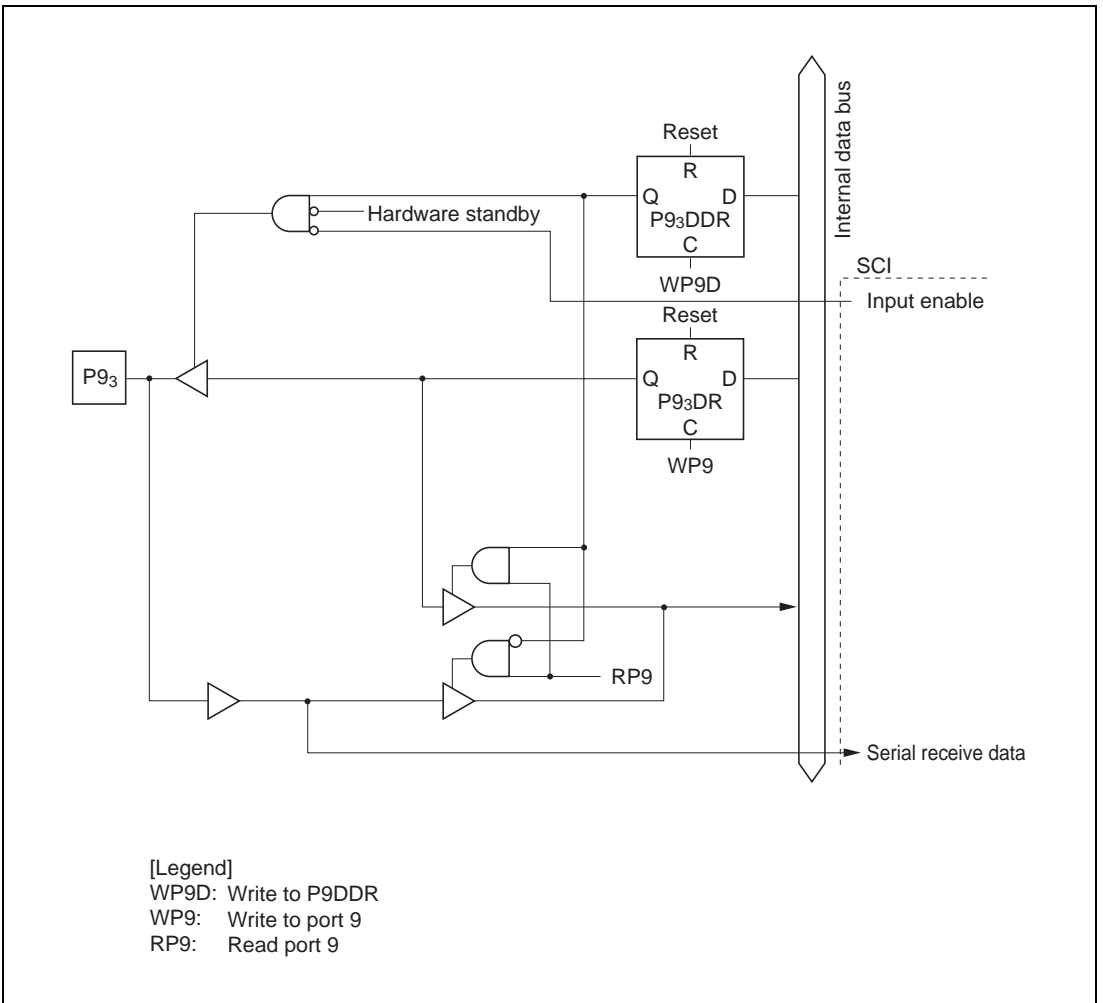 Reset
R
Q D
P9₃DDR
C
WP9D
Hardware standby
Internal data bus
SCI
Input enable
Reset
R
Q D
P9₃DR
C
WP9
P9₃
RP9
Serial receive data
[Legend]
WP9D: Write to P9DDR
WP9: Write to port 9
RP9: Read port 9